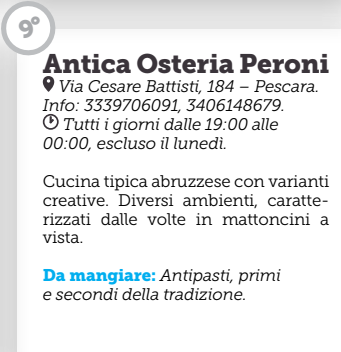 9°
Antica Osteria Peroni
Via Cesare Battisti, 184 – Pescara.
Info: 3339706091, 3406148679.
Tutti i giorni dalle 19:00 alle
00:00, escluso il lunedì.
Cucina tipica abruzzese con varianti
creative. Diversi ambienti, caratte-
rizzati dalle volte in mattoncini a
vista.
Da mangiare: Antipasti, primi
e secondi della tradizione.